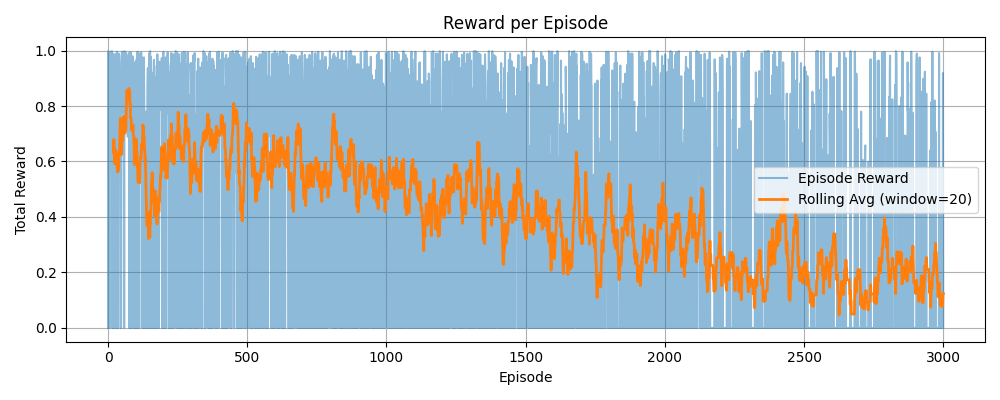 Reward per Episode
Total Reward
1.0
0.8
0.6
0.4
0.2
0.0
Episode Reward
Rolling Avg (window=20)
0 500 1000 1500 2000 2500 3000
Episode